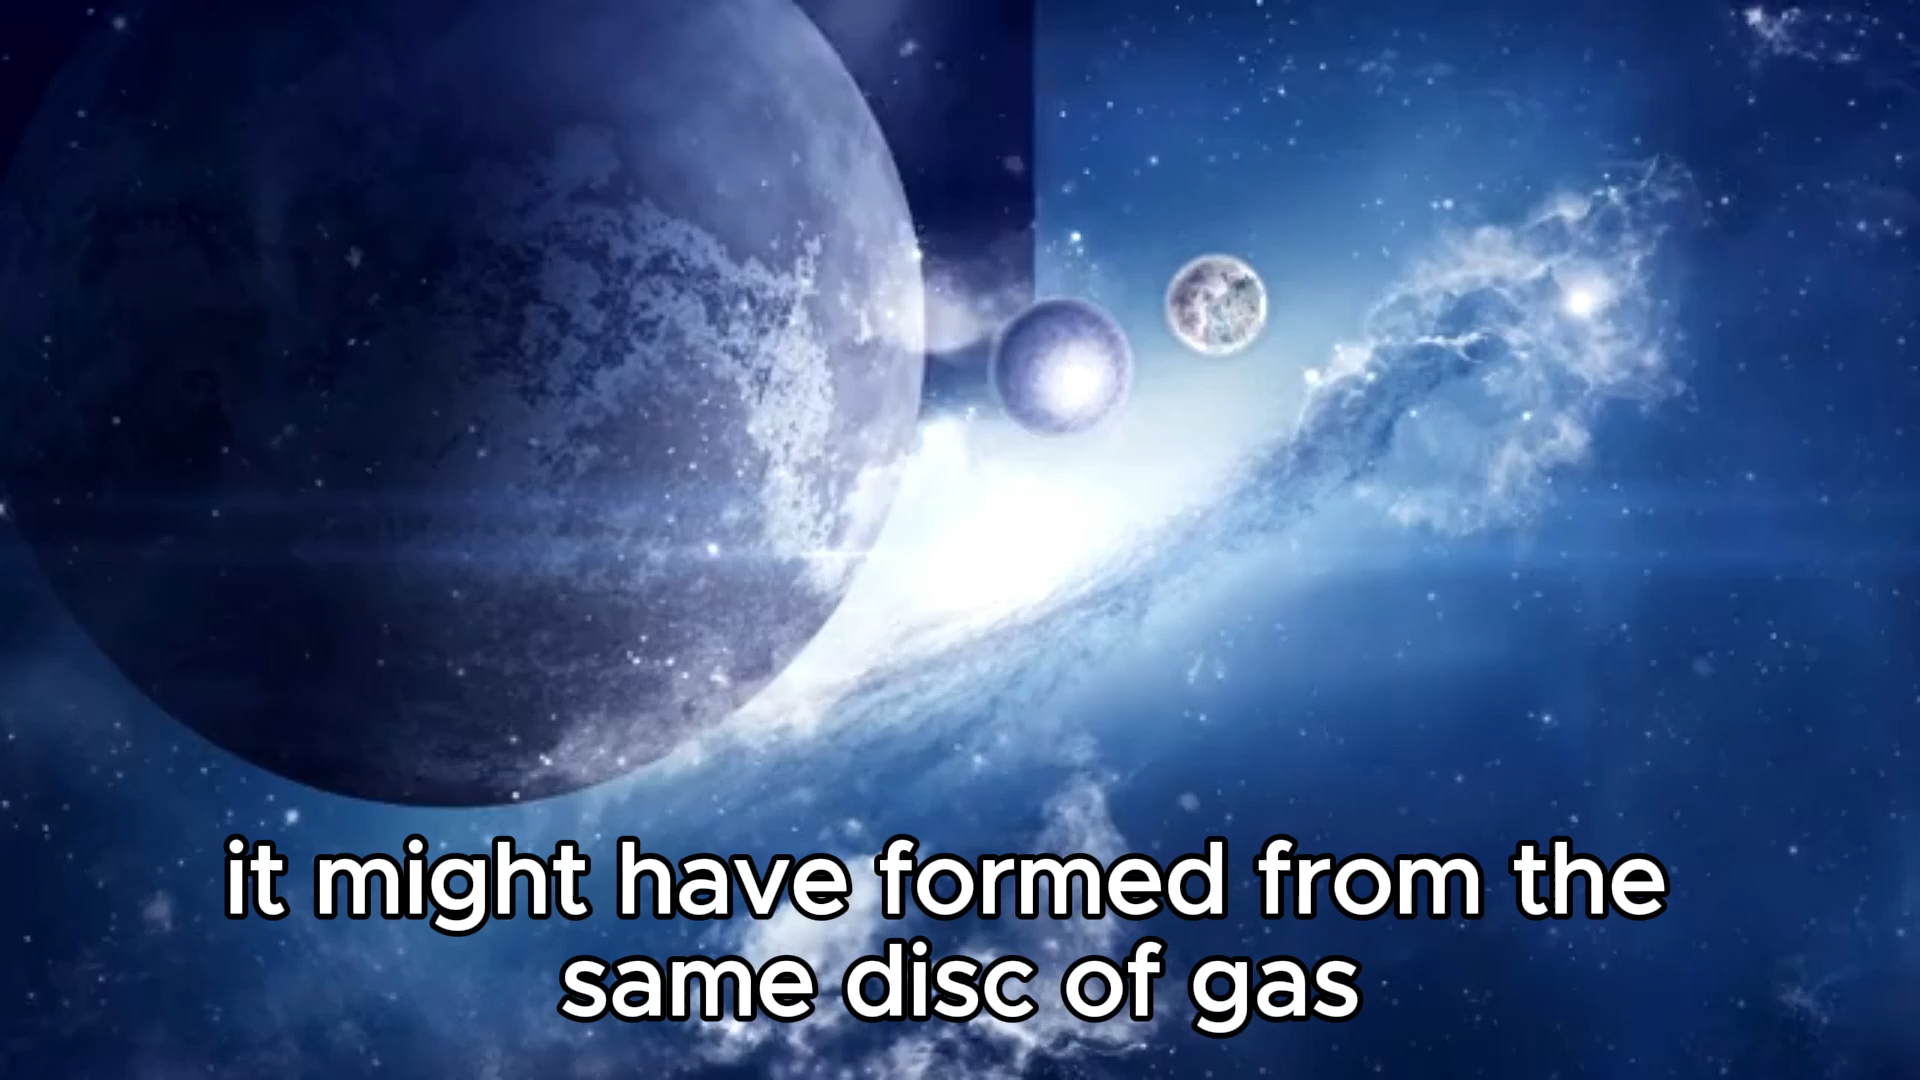 it might have formed from the
same disc of gas